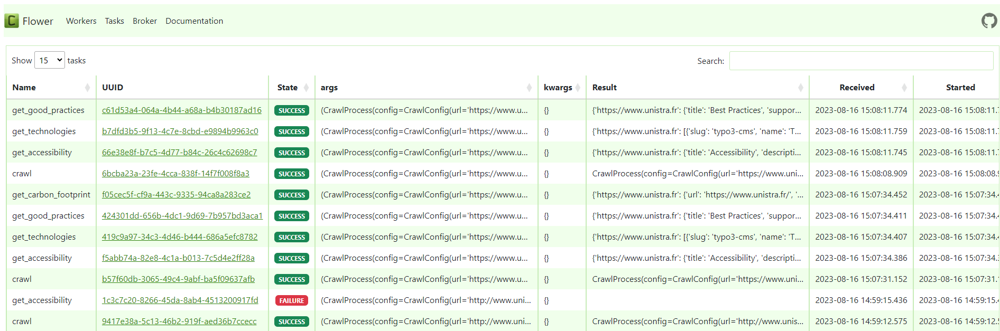 C Flower Workers Tasks Broker Documentation
Show 15 tasks Search:
Name UUID State args kwargs Result Received Started
get_good_practices c61d53a4-064a-4b44-a68a-b4b30187ad16 SUCCESS (CrawlProcess(config=CrawlConfig(url='https://www.u... {} {'https://www.unistra.fr': {'title': 'Best Practices', 'suppor... 2023-08-16 15:08:11.774 2023-08-16 15:08:11.7
get_technologies b7dfd3b5-9f13-4c7e-8cbd-e9894b9963c0 SUCCESS (CrawlProcess(config=CrawlConfig(url='https://www.u... {} {'https://www.unistra.fr': [{'slug': 'typo3-cms', 'name': 'T... 2023-08-16 15:08:11.759 2023-08-16 15:08:11.7
get_accessibility 66e38e8f-b7c5-4d77-b84c-26c4c62698c7 SUCCESS (CrawlProcess(config=CrawlConfig(url='https://www.u... {} {'https://www.unistra.fr': {'title': 'Accessibility', 'descripti... 2023-08-16 15:08:11.745 2023-08-16 15:08:11.7
crawl 6bcba23a-23fe-4cca-838f-14f7f008f8a3 SUCCESS (CrawlProcess(config=CrawlConfig(url='https://www.u... {} CrawlProcess(config=CrawlConfig(url='https://www.uni... 2023-08-16 15:08:08.909 2023-08-16 15:08:08.9
get_carbon_footprint f05cec5f-cf9a-443c-9335-94ca8a283ce2 SUCCESS (CrawlProcess(config=CrawlConfig(url='https://www.u... {} {'https://www.unistra.fr': {'url': 'https://www.unistra.fr/', '... 2023-08-16 15:07:34.452 2023-08-16 15:07:34.4
get_good_practices 424301dd-656b-4dc1-9d69-7b957bd3aca1 SUCCESS (CrawlProcess(config=CrawlConfig(url='https://www.u... {} {'https://www.unistra.fr': {'title': 'Best Practices', 'suppor... 2023-08-16 15:07:34.411 2023-08-16 15:07:34.4
get_technologies 419c9a97-34c3-4d46-b444-686a5efc8782 SUCCESS (CrawlProcess(config=CrawlConfig(url='https://www.u... {} {'https://www.unistra.fr': [{'slug': 'typo3-cms', 'name': 'T... 2023-08-16 15:07:34.407 2023-08-16 15:07:34.4
get_accessibility f5abb74a-82e8-4c1a-b013-7c5d4e2ff28a SUCCESS (CrawlProcess(config=CrawlConfig(url='https://www.u... {} {'https://www.unistra.fr': {'title': 'Accessibility', 'descripti... 2023-08-16 15:07:34.386 2023-08-16 15:07:34.3
crawl b57f60db-3065-49c4-9abf-ba5f09637afb SUCCESS (CrawlProcess(config=CrawlConfig(url='https://www.u... {} CrawlProcess(config=CrawlConfig(url='https://www.uni... 2023-08-16 15:07:31.152 2023-08-16 15:07:31.1
get_accessibility 1c3c7c20-8266-45da-8ab4-4513200917fd FAILURE (CrawlProcess(config=CrawlConfig(url='http://www.uni... {} 2023-08-16 14:59:15.436 2023-08-16 14:59:15.4
crawl 9417e38a-5c13-46b2-919f-aed36b7ccecc SUCCESS (CrawlProcess(config=CrawlConfig(url='http://www.uni... {} CrawlProcess(config=CrawlConfig(url='http://www.unis... 2023-08-16 14:59:12.575 2023-08-16 14:59:12.5